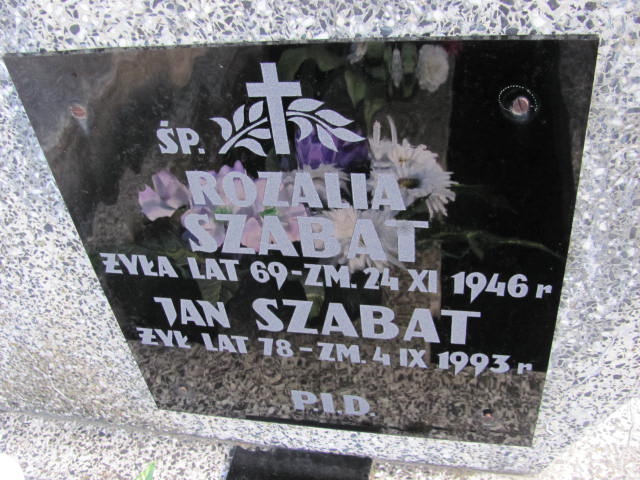 ŚP.
ROZALIA
SZABAT
ŻYŁA LAT 69-ZM. 24 XI 1946 r
JAN SZABAT
ŻYŁ LAT 78-ZM. 4 IX 1993 r
P.I.D.